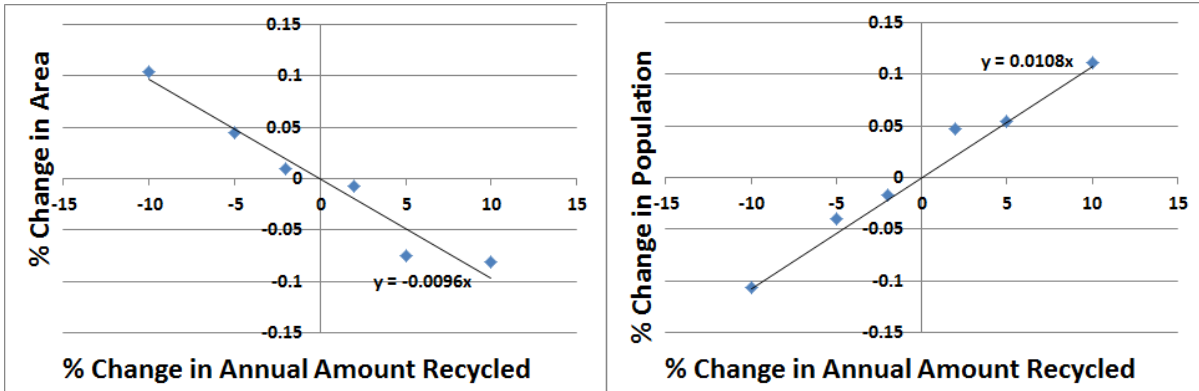 % Change in Area
0.15
0.1
0.05
0
-0.05
-0.1
-0.15
-15 -10 -5 0 5 10 15
y = -0.0096x
% Change in Annual Amount Recycled
% Change in Population
0.15
0.1
0.05
0
-0.05
-0.1
-0.15
-15 -10 -5 0 5 10 15
y = 0.0108x
% Change in Annual Amount Recycled